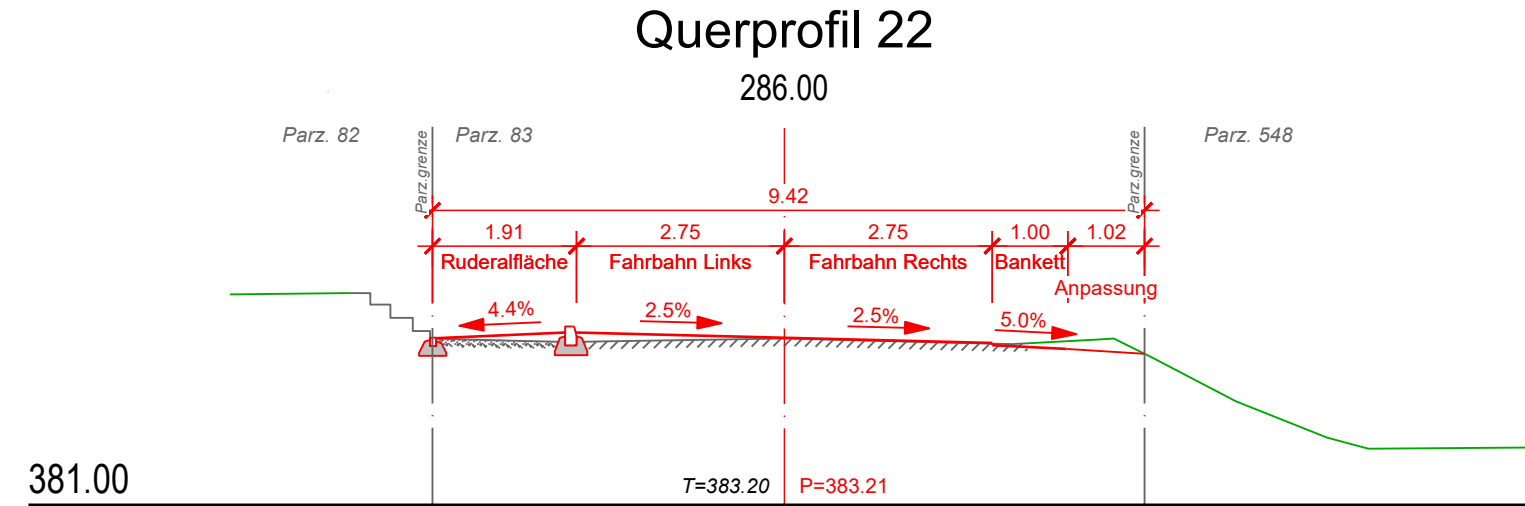 Querprofil 22
286.00
Parz. 82
Parz.grenze
Parz. 83
Parz.grenze
Parz. 548
9.42
1.91 2.75 2.75 1.00 1.02
Ruderalfläche Fahrbahn Links Fahrbahn Rechts Bankett
Anpassung
4.4% 2.5% 2.5% 5.0%
381.00
T=383.20 P=383.21